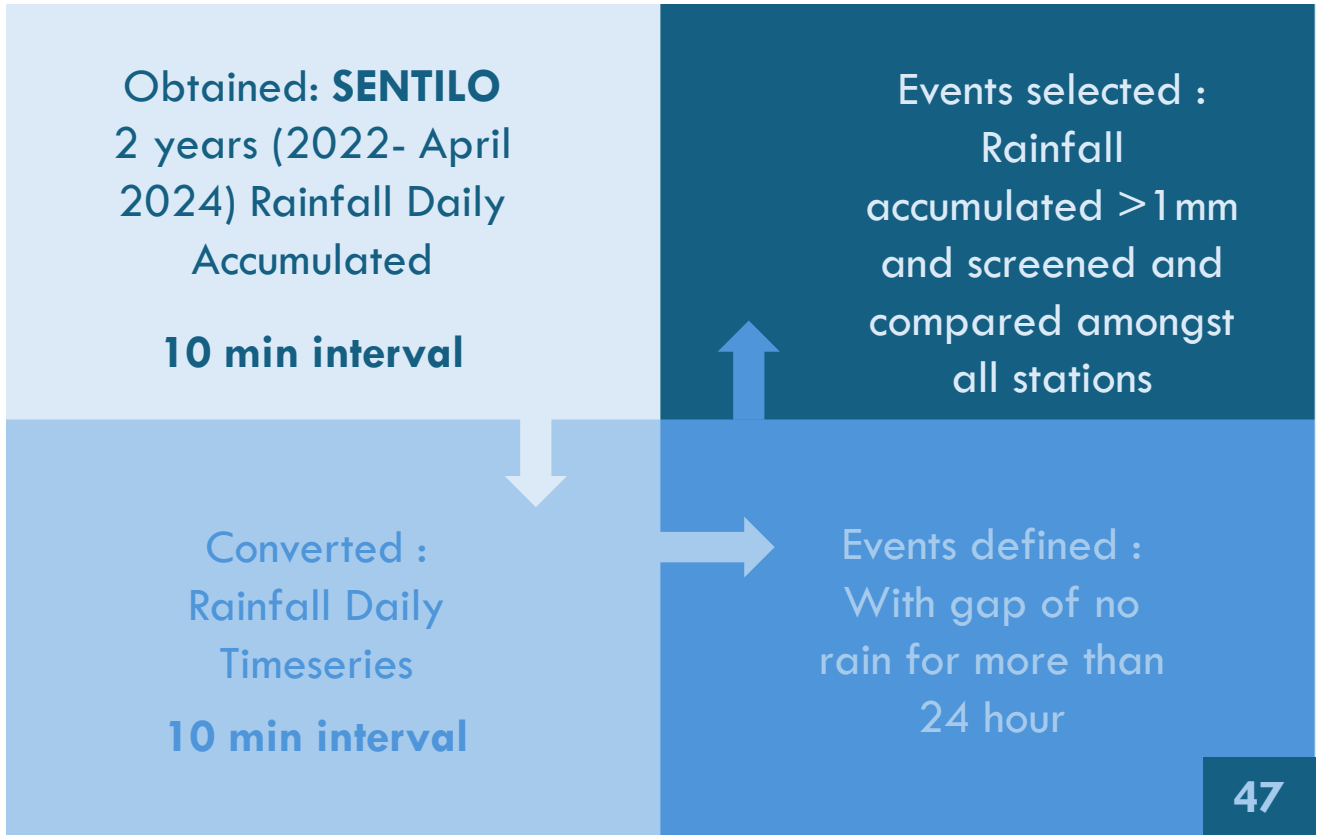 Obtained: SENTILO
2 years (2022- April
2024) Rainfall Daily
Accumulated
10 min interval
Converted :
Rainfall Daily
Timeseries
10 min interval
Events defined :
With gap of no
rain for more than
24 hour
Events selected :
Rainfall
accumulated >1mm
and screened and
compared amongst
all stations
47